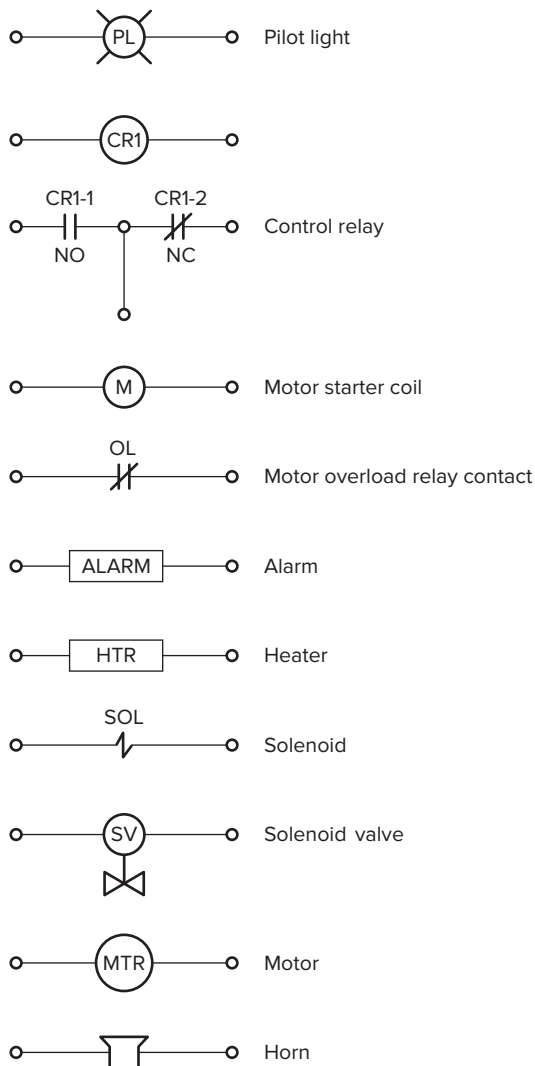 PL Pilot light
CR1
CR1-1 CR1-2
Control relay
NO NC
M Motor starter coil
OL
Motor overload relay contact
ALARM Alarm
HTR Heater
SOL
Solenoid
SV Solenoid valve
MTR Motor
Horn